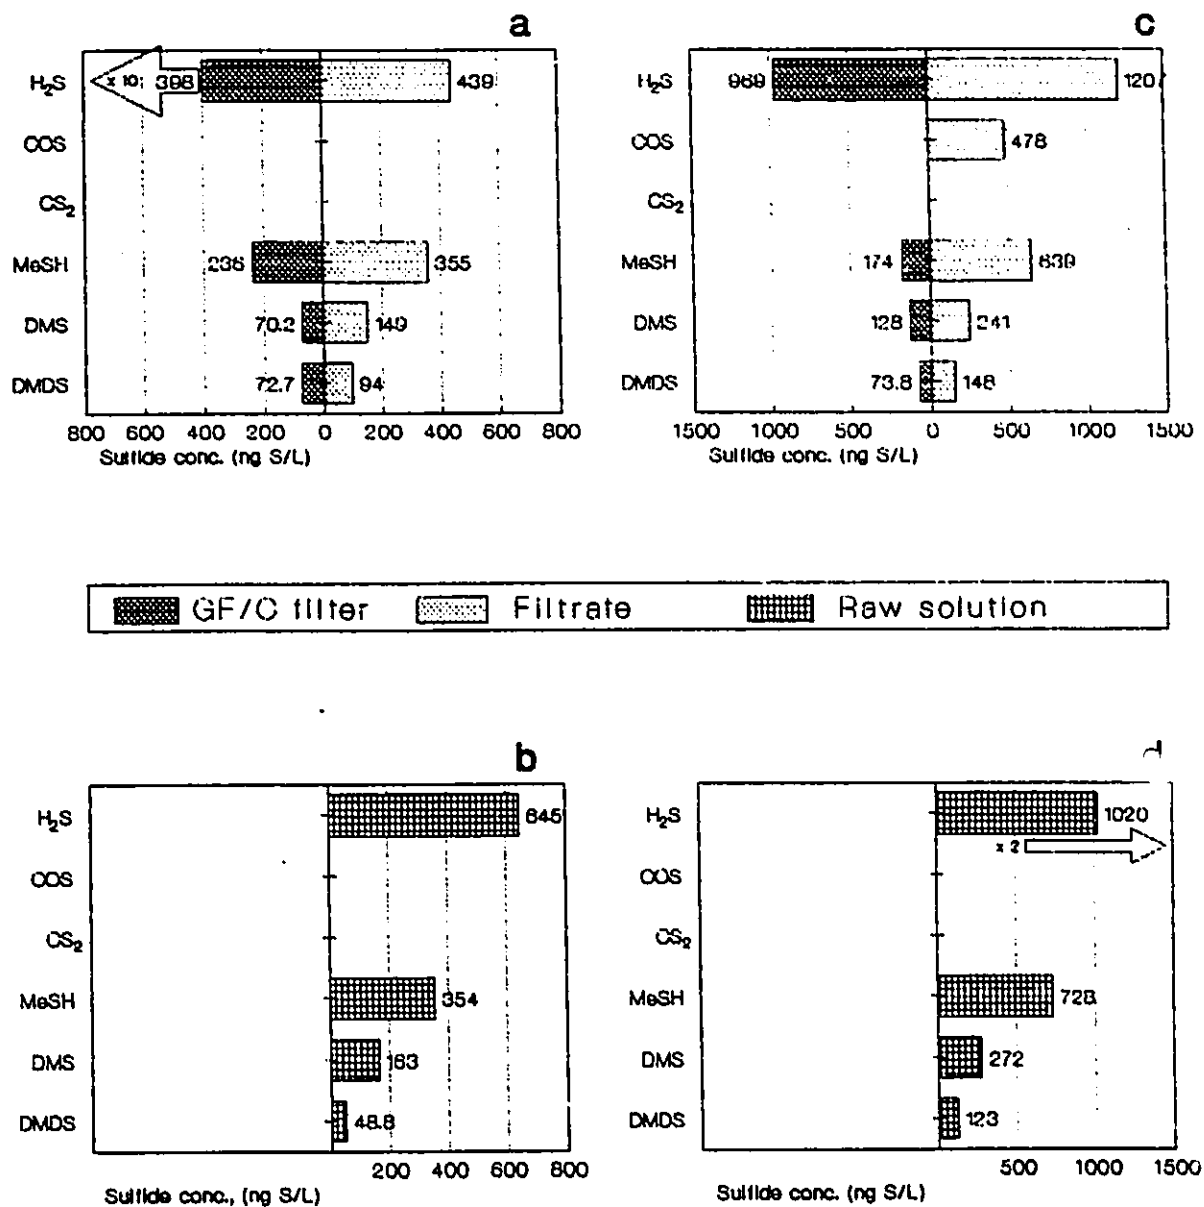 a
H₂S
x 10
398
439
COS
CS₂
MeSH
236
355
DMS
70.2
149
DMDS
72.7
94
800 600 400 200 0 200 400 600 800
Sulfide conc. (ng S/L)
c
H₂S
969
120
COS
478
CS₂
MeSH
174
639
DMS
128
241
DMDS
73.8
148
1500 1000 500 0 500 1000 1500
Sulfide conc. (ng S/L)
GF/C filter Filtrate Raw solution
b
H₂S
645
COS
CS₂
MeSH
354
DMS
163
DMDS
48.8
200 400 600 800
Sulfide conc., (ng S/L)
d
H₂S
1020
x 2
COS
CS₂
MeSH
728
DMS
272
DMDS
123
500 1000 1500
Sulfide conc. (ng S/L)